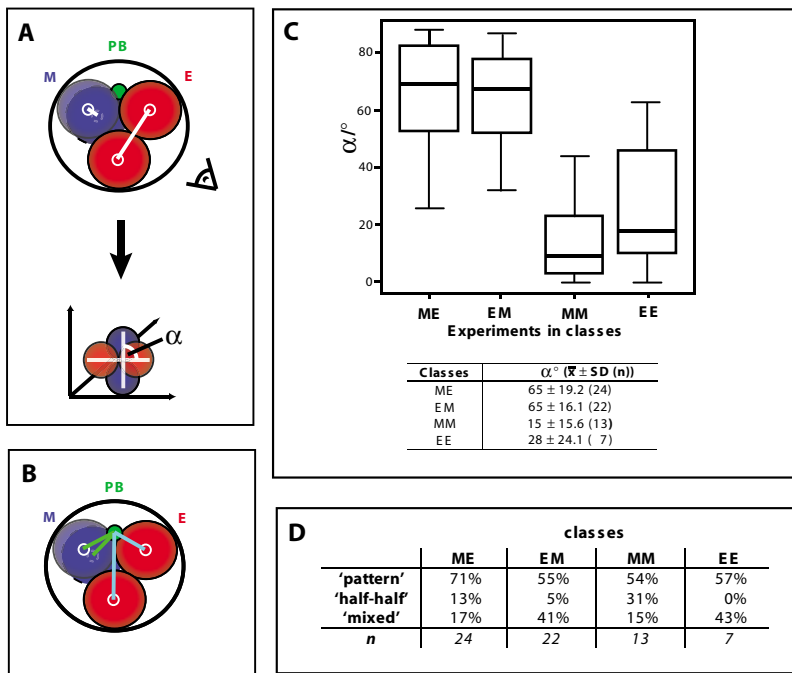 A
PB
M E
α
B
PB
M E
C
α/°
80
60
40
20
0
ME EM MM EE
Experiments in classes
Classes α° (x̅ ± SD (n))
ME 65 ± 19.2 (24)
EM 65 ± 16.1 (22)
MM 15 ± 15.6 (13)
EE 28 ± 24.1 ( 7)
D
classes
ME EM MM EE
‘pattern’ 71% 55% 54% 57%
‘half-half’ 13% 5% 31% 0%
‘mixed’ 17% 41% 15% 43%
n 24 22 13 7